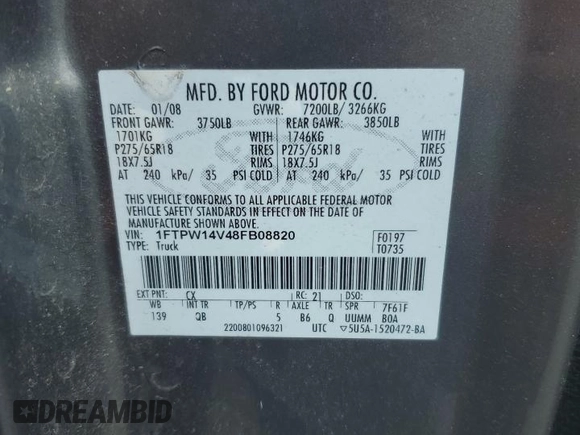 MFD. BY FORD MOTOR CO.
DATE: 01/08 GVWR: 7200LB/ 3266KG
FRONT GAWR: 3750LB REAR GAWR: 3850LB
1701KG WITH 1746KG WITH
P275/65R18 TIRES P275/65R18 TIRES
18X7.5J RIMS 18X7.5J RIMS
AT 240 kPa/ 35 PSI COLD AT 240 kPa/ 35 PSI COLD
THIS VEHICLE CONFORMS TO ALL APPLICABLE FEDERAL MOTOR
VEHICLE SAFETY STANDARDS IN EFFECT ON THE DATE OF
MANUFACTURE SHOWN ABOVE.
VIN: 1FTPW14V48FB08820 F0197
TYPE: Truck T0735
EXT PNT: CX RC: 21 DSO:
WB INT TR TP/PS R AXLE TR SPR 7F61F
139 QB 5 B6 Q UUMM BOA
2200801096321 UTC 5U5A-1520472-BA
Ford
DREAMBID